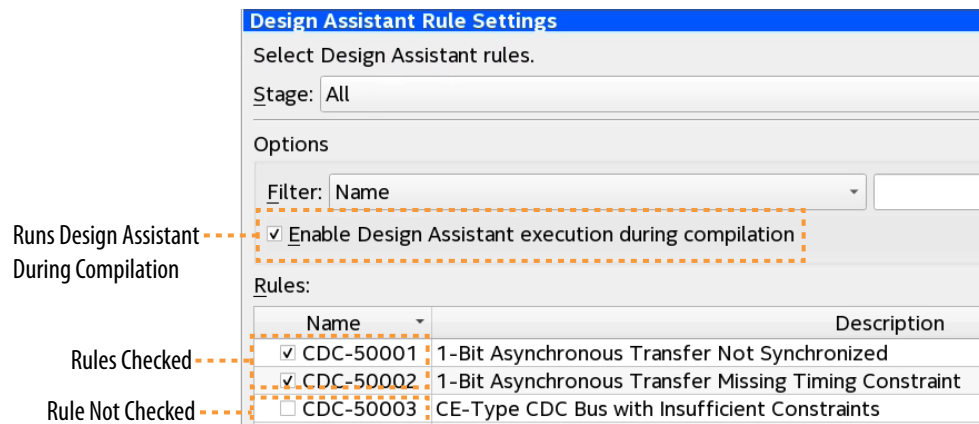 Design Assistant Rule Settings
Select Design Assistant rules.
Stage: All
Options
Filter: Name
Runs Design Assistant
During Compilation
Enable Design Assistant execution during compilation
Rules:
Name Description
Rules Checked
CDC-50001 1-Bit Asynchronous Transfer Not Synchronized
CDC-50002 1-Bit Asynchronous Transfer Missing Timing Constraint
Rule Not Checked
CDC-50003 CE-Type CDC Bus with Insufficient Constraints